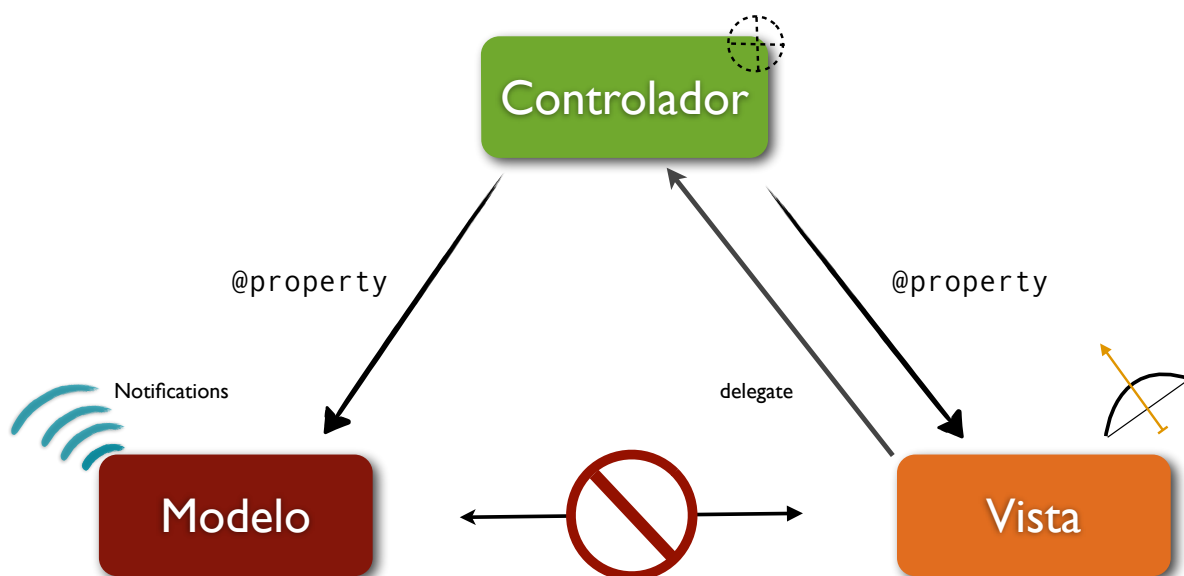 Controlador
@property
@property
Notifications
delegate
Modelo
Vista